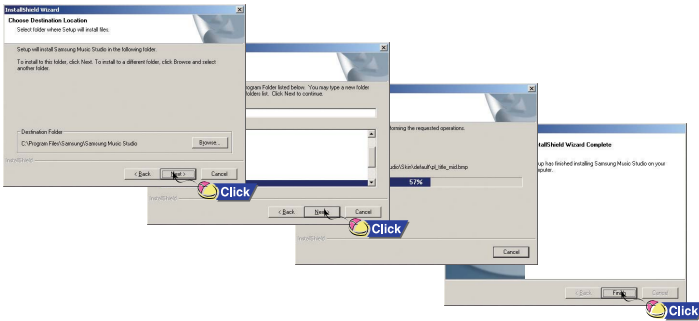 InstallShield Wizard
Choose Destination Location
Select folder where Setup will install files.
Setup will install Samsung Music Studio in the following folder.
To install to this folder, click Next. To install to a different folder, click Browse and select
another folder.
Destination Folder
C:\Program Files\Samsung\Samsung Music Studio
Browse...
InstallShield
< Back
Next >
Cancel
Click
rogram Folder listed below. You may type a new folder
folders list. Click Next to continue.
InstallShield
< Back
Next
Cancel
Click
forming the requested operations.
udio\Skin\default\pl_title_mid.bmp
57%
InstallShield
Cancel
tallShield Wizard Complete
up has finished installing Samsung Music Studio on your
mputer.
< Back
Finish
Cancel
Click